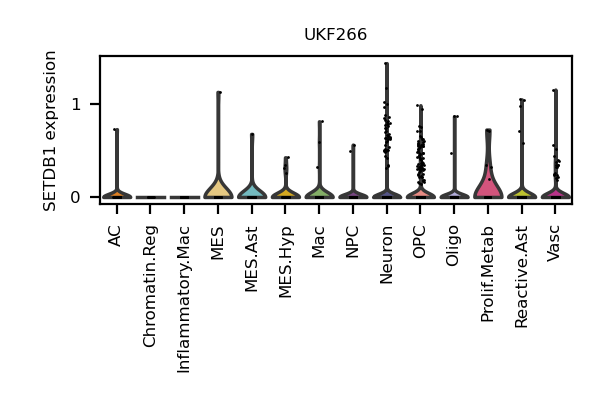 UKF266
SETDB1 expression
1
0
AC
Chromatin.Reg
Inflammatory.Mac
MES
MES.Ast
MES.Hyp
Mac
NPC
Neuron
OPC
Oligo
Prolif.Metab
Reactive.Ast
Vasc